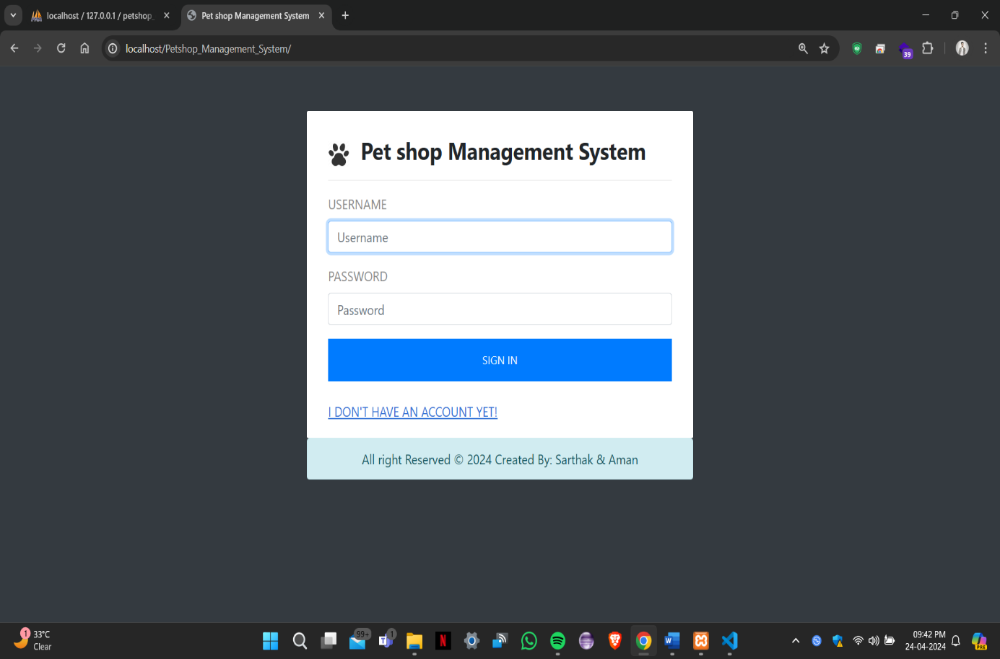 localhost / 127.0.0.1 / petshop_
Pet shop Management System
localhost/Petshop_Management_System/
39
Pet shop Management System
USERNAME
Username
PASSWORD
Password
SIGN IN
I DON'T HAVE AN ACCOUNT YET!
All right Reserved © 2024 Created By: Sarthak & Aman
1
33°C
Clear
99+
1
09:42 PM
24-04-2024
PRE